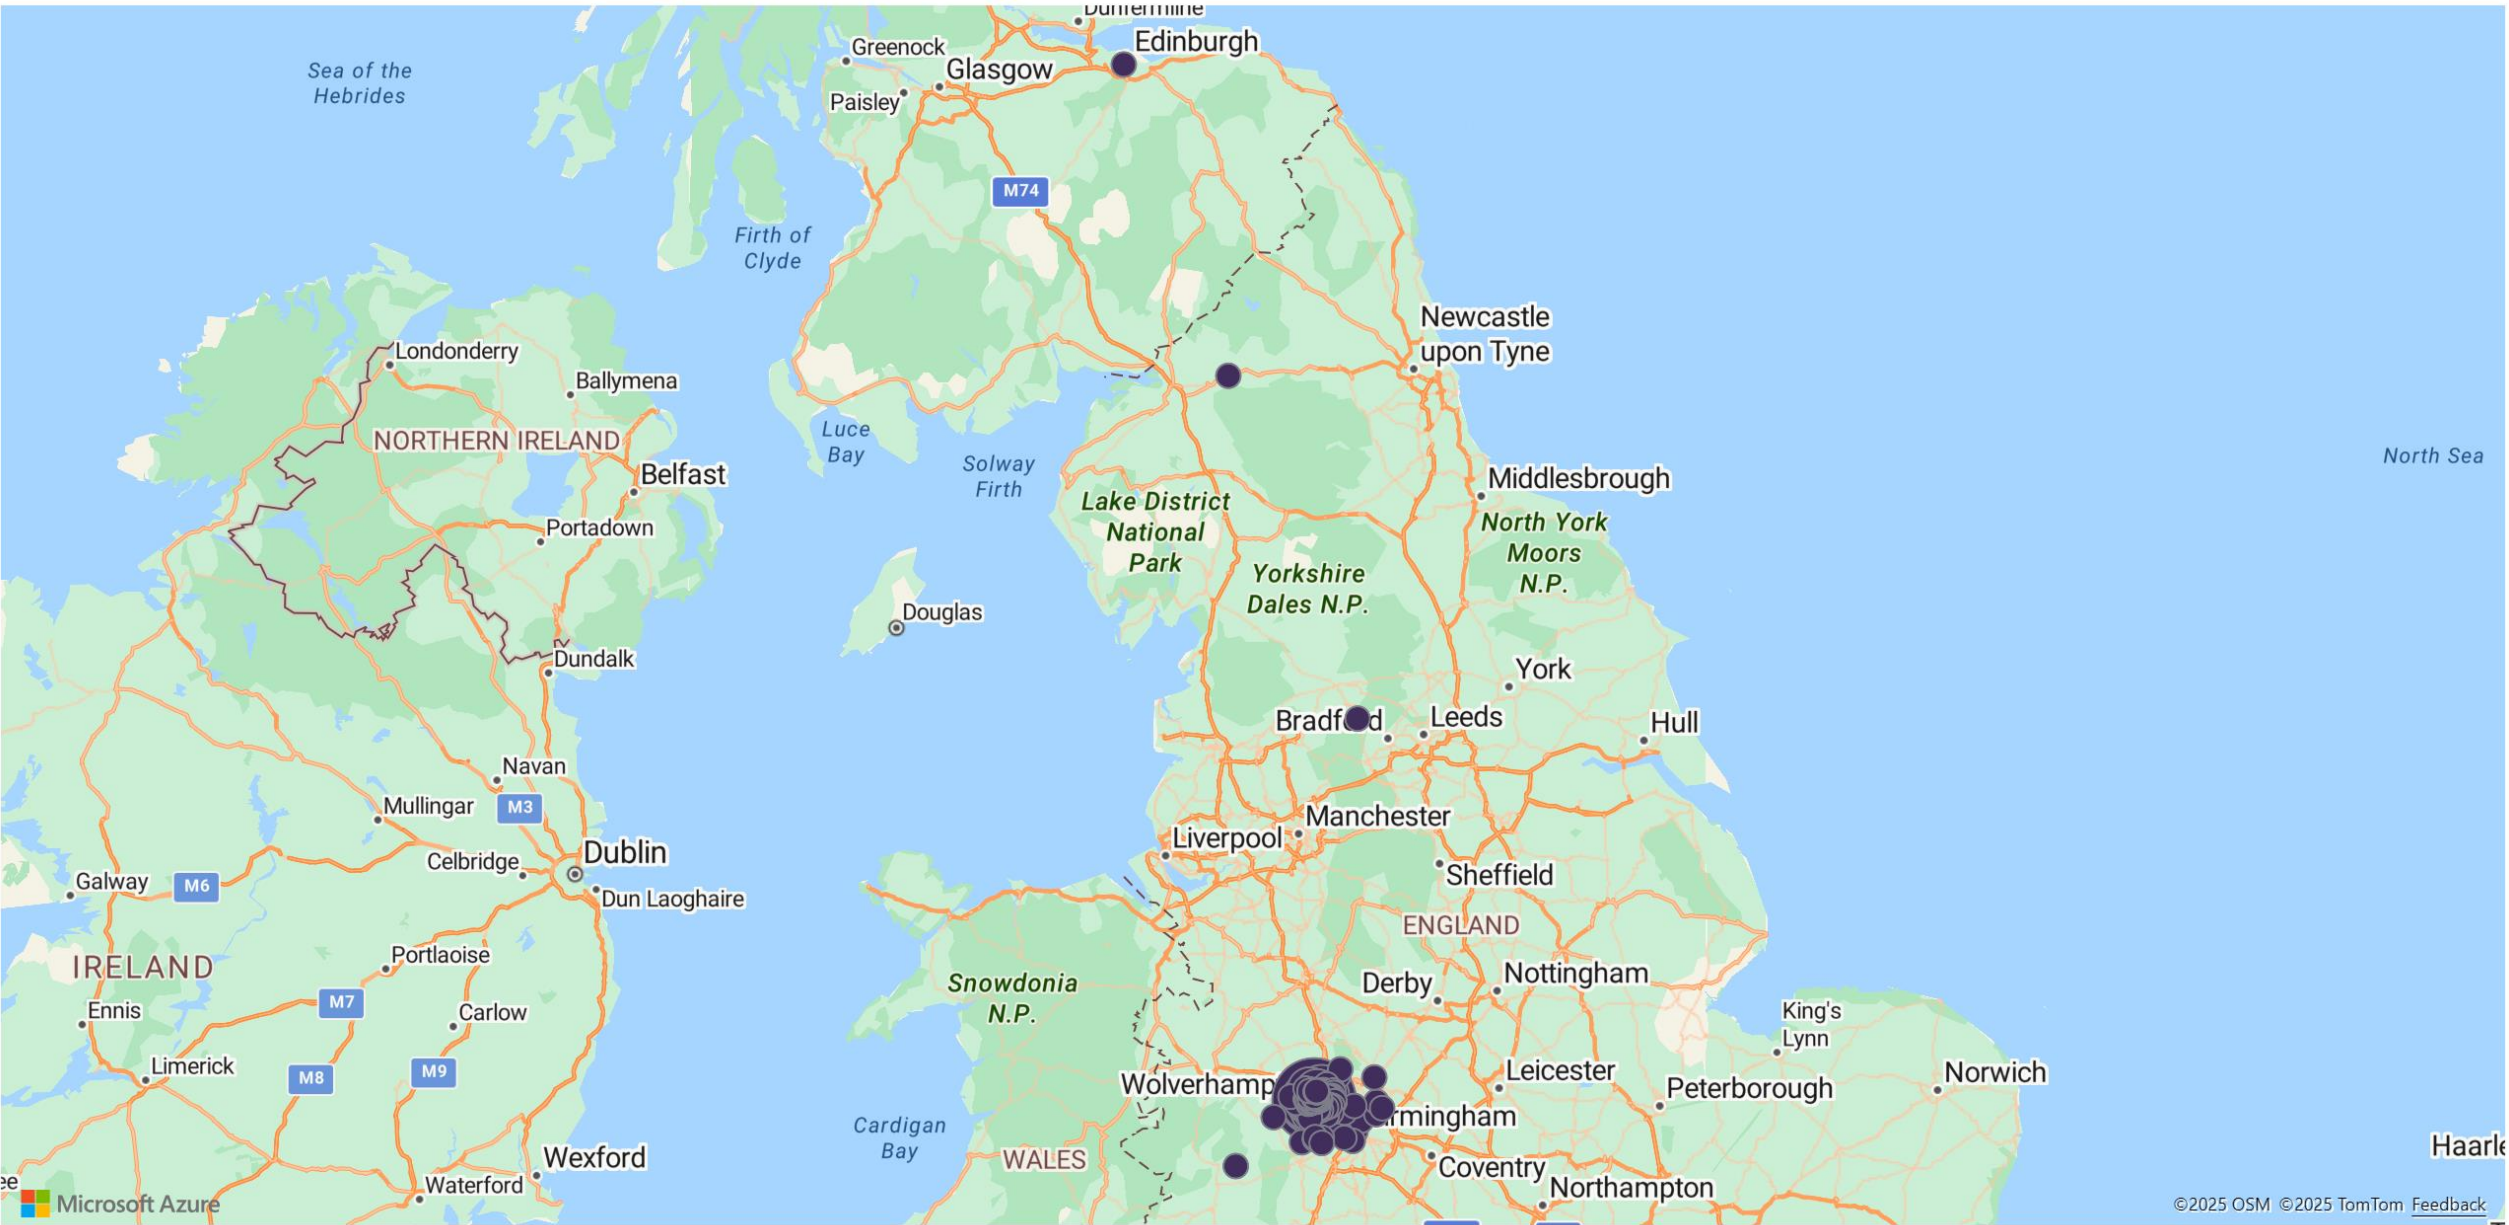 Dunfermline
Greenock
Edinburgh
Glasgow
Sea of the
Hebrides
Paisley
M74
Firth of
Clyde
Newcastle
upon Tyne
Londonderry
Ballymena
NORTHERN IRELAND
Luce
Bay
Solway
Firth
North Sea
Belfast
Middlesbrough
Lake District
National
Park
Portadown
North York
Moors
N.P.
Yorkshire
Dales N.P.
Douglas
Dundalk
York
Bradf d
Leeds
Hull
Navan
M3
Mullingar
Manchester
Liverpool
Dublin
Celbridge
Sheffield
Galway
M6
Dun Laoghaire
ENGLAND
Portlaoise
IRELAND
Snowdonia
N.P.
Derby
Nottingham
M7
Ennis
Carlow
King's
Lynn
Limerick
M8
M9
Wolverhamp
Leicester
Norwich
Peterborough
rmingham
Cardigan
Bay
Haarle
WALES
Wexford
Coventry
ee
Waterford
Northampton
Microsoft Azure
©2025 OSM ©2025 TomTom Feedback